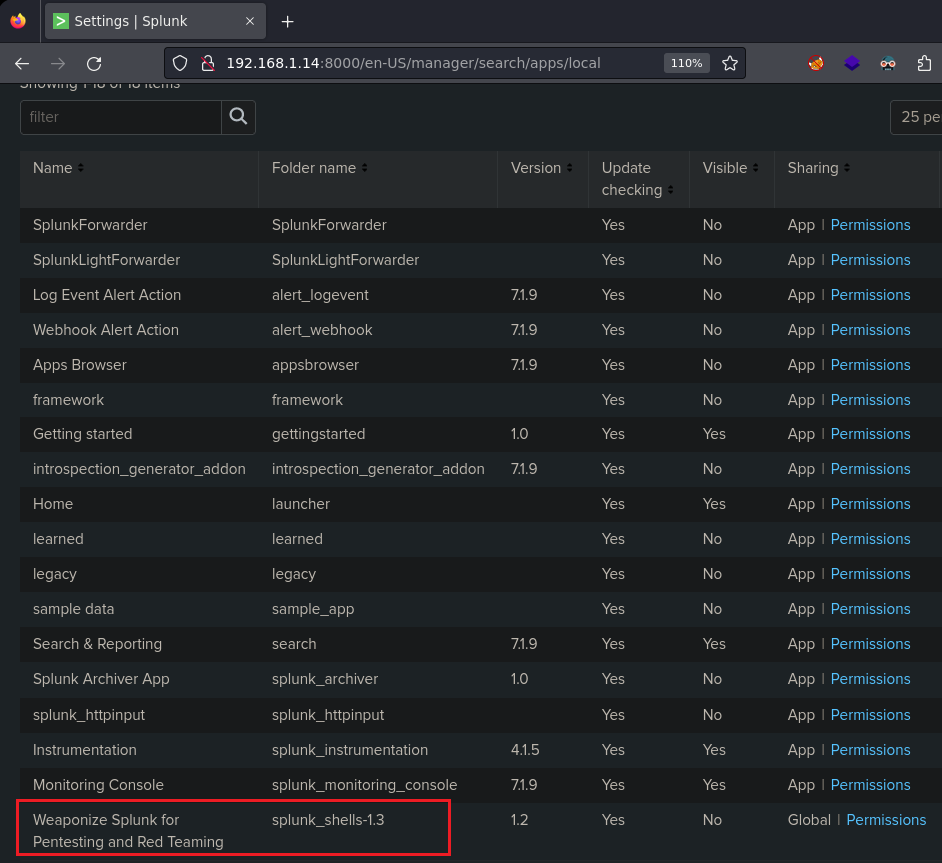 Settings | Splunk
192.168.1.14:8000/en-US/manager/search/apps/local 110%
Showing 1-18 of 18 items
filter 25 pe
Name Folder name Version Update checking Visible Sharing
SplunkForwarder SplunkForwarder Yes No App | Permissions
SplunkLightForwarder SplunkLightForwarder Yes No App | Permissions
Log Event Alert Action alert_logevent 7.1.9 Yes No App | Permissions
Webhook Alert Action alert_webhook 7.1.9 Yes No App | Permissions
Apps Browser appsbrowser 7.1.9 Yes No App | Permissions
framework framework Yes No App | Permissions
Getting started gettingstarted 1.0 Yes Yes App | Permissions
introspection_generator_addon introspection_generator_addon 7.1.9 Yes No App | Permissions
Home launcher Yes Yes App | Permissions
learned learned Yes No App | Permissions
legacy legacy Yes No App | Permissions
sample data sample_app Yes No App | Permissions
Search & Reporting search 7.1.9 Yes Yes App | Permissions
Splunk Archiver App splunk_archiver 1.0 Yes No App | Permissions
splunk_httpinput splunk_httpinput Yes No App | Permissions
Instrumentation splunk_instrumentation 4.1.5 Yes Yes App | Permissions
Monitoring Console splunk_monitoring_console 7.1.9 Yes Yes App | Permissions
Weaponize Splunk for splunk_shells-1.3 1.2 Yes No Global | Permissions
Pentesting and Red Teaming